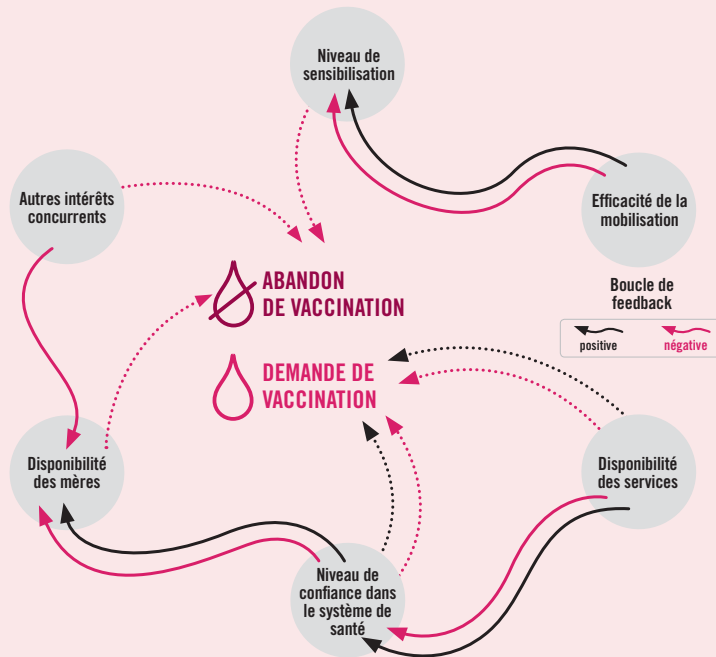 Niveau de
sensibilisation
Autres intérêts
concurrents
Efficacité de la
mobilisation
ABANDON
DE VACCINATION
Boucle de
feedback
positive
négative
DEMANDE DE
VACCINATION
Disponibilité
des mères
Disponibilité
des services
Niveau de
confiance dans
le système de
santé